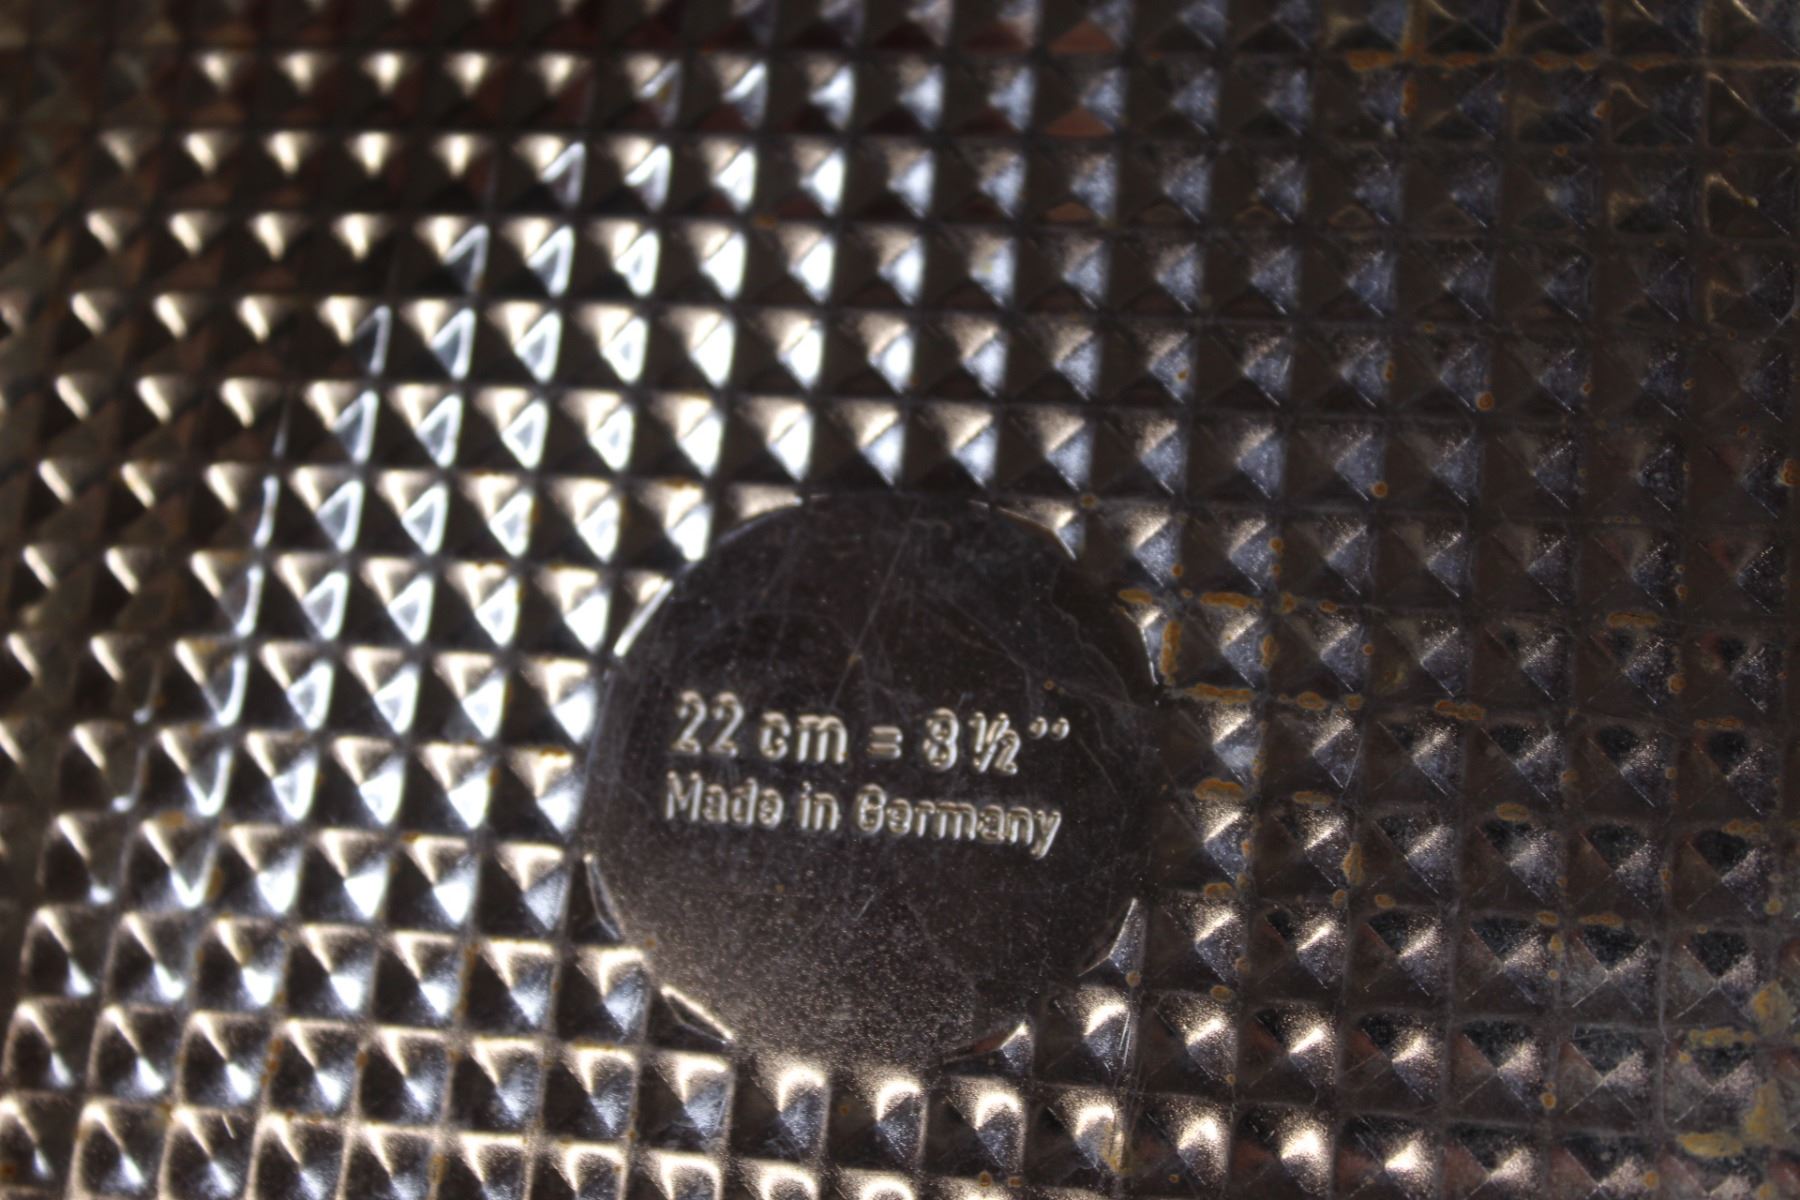 22 cm = 8½''
Made in Germany